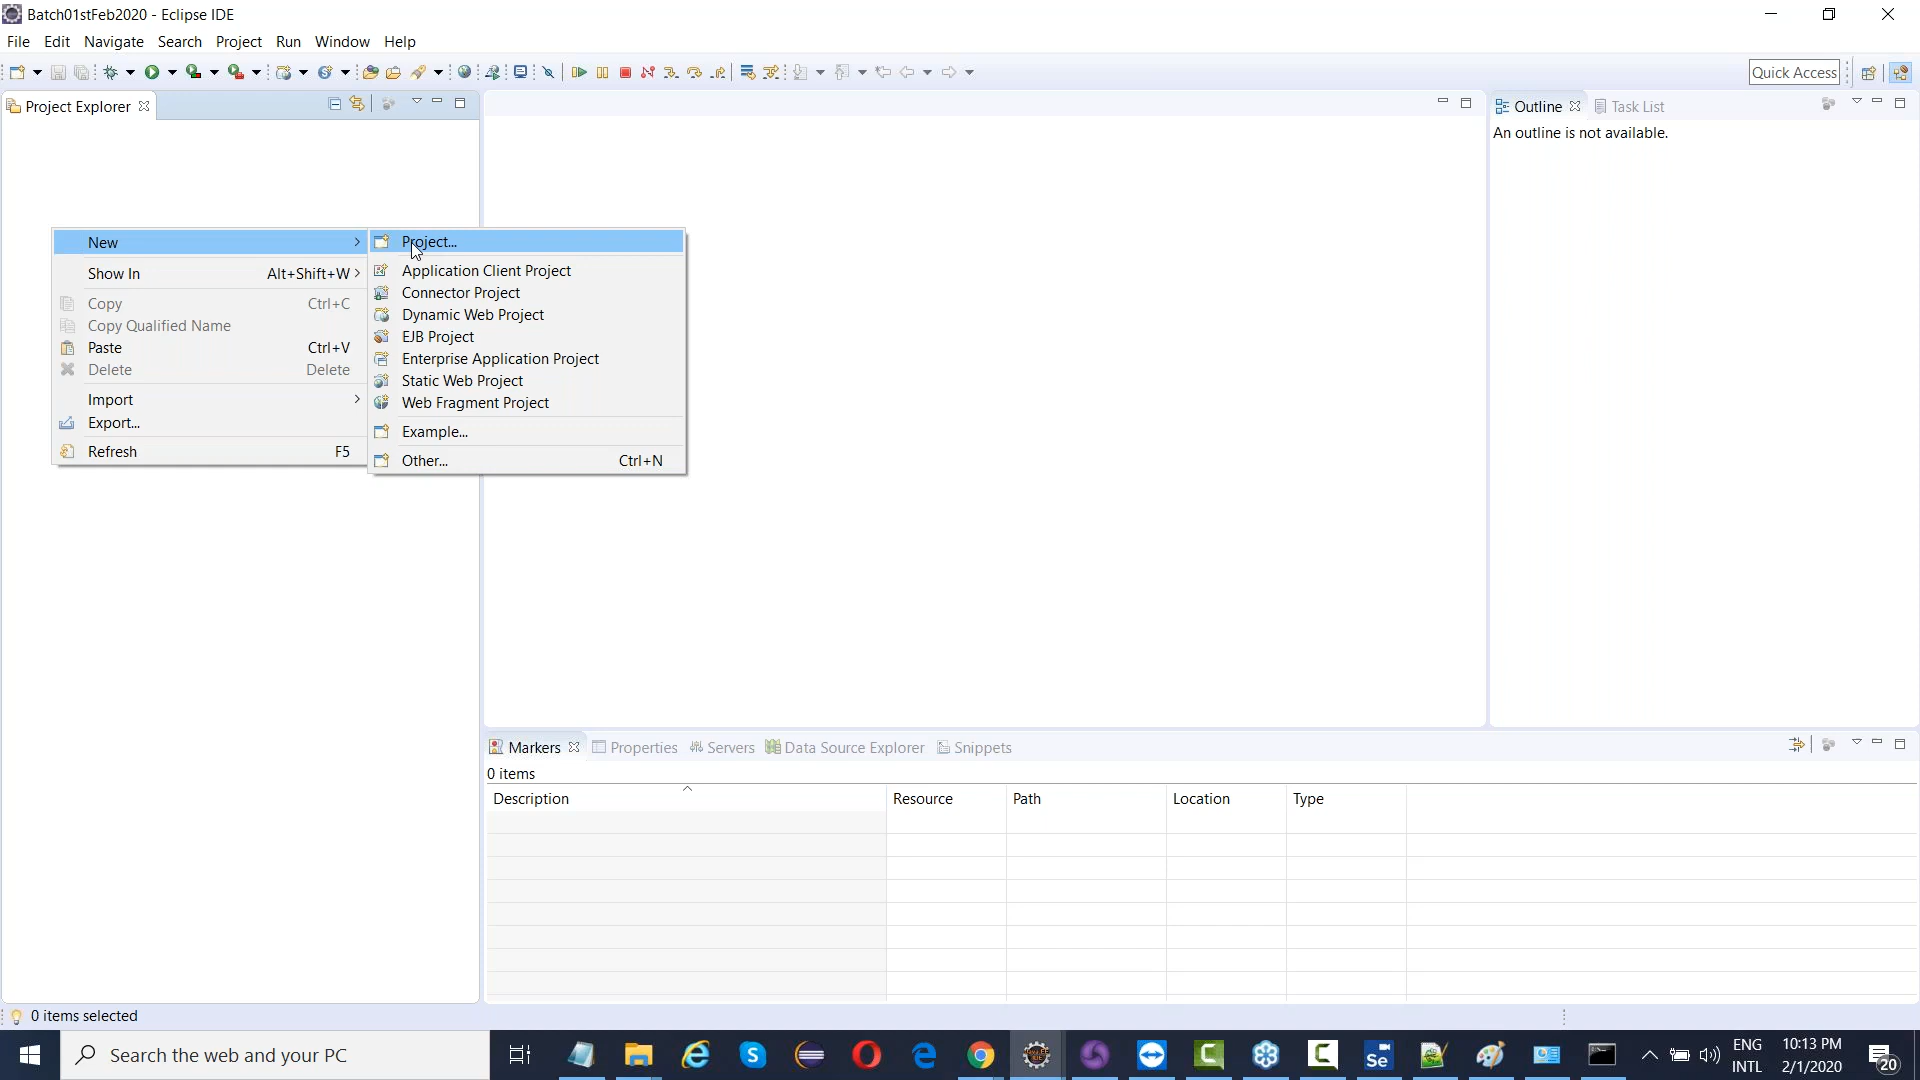 Batch01stFeb2020 - Eclipse IDE
File Edit Navigate Search Project Run Window Help
Quick Access
Project Explorer
Outline Task List
An outline is not available.
New
Show In Alt+Shift+W
Copy Ctrl+C
Copy Qualified Name
Paste Ctrl+V
Delete Delete
Import
Export...
Refresh F5
Project...
Application Client Project
Connector Project
Dynamic Web Project
EJB Project
Enterprise Application Project
Static Web Project
Web Fragment Project
Example...
Other... Ctrl+N
Markers Properties Servers Data Source Explorer Snippets
0 items
Description Resource Path Location Type
0 items selected
Search the web and your PC
Se
ENG
INTL
10:13 PM
2/1/2020
20